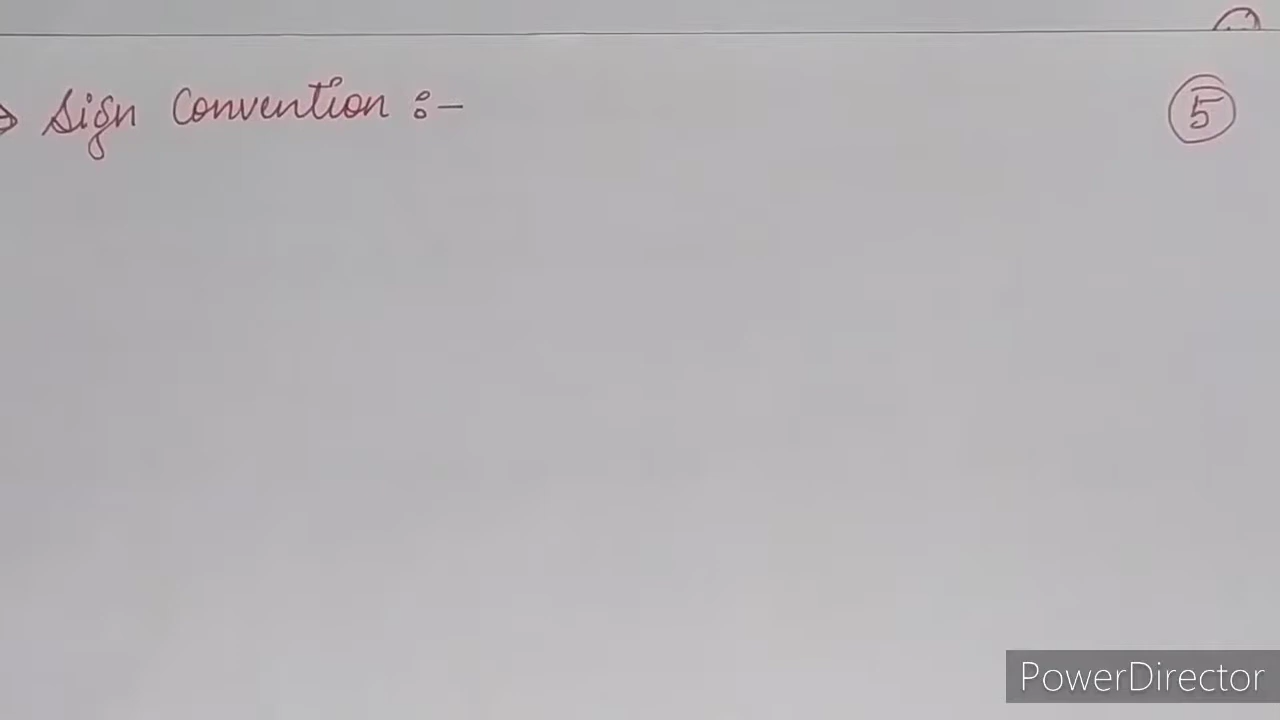 → Sign Convention :-
5
PowerDirector